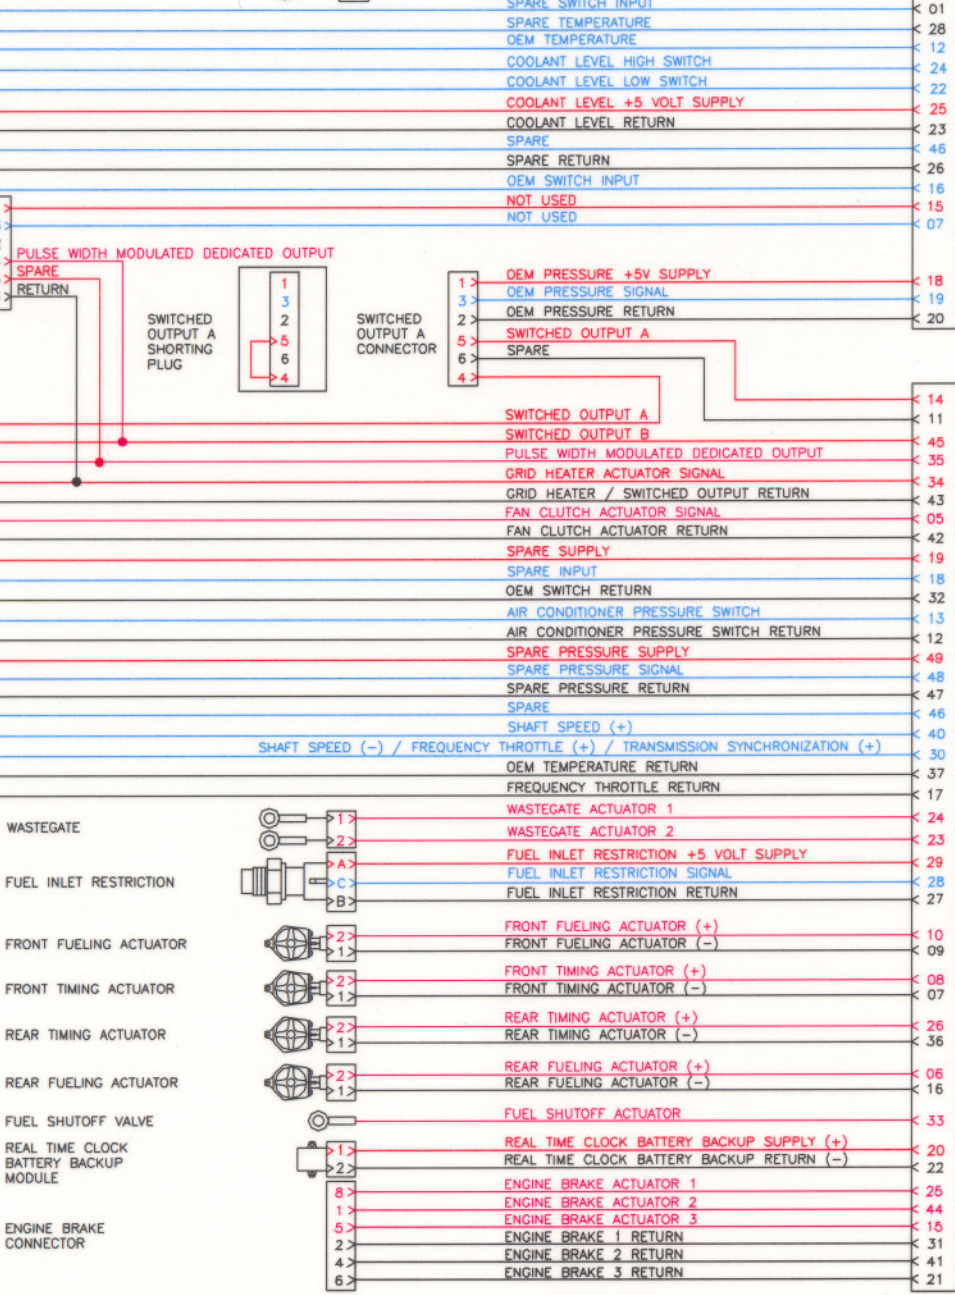 SPARE SWITCH INPUT 01
SPARE TEMPERATURE 28
OEM TEMPERATURE 12
COOLANT LEVEL HIGH SWITCH 24
COOLANT LEVEL LOW SWITCH 22
COOLANT LEVEL +5 VOLT SUPPLY 25
COOLANT LEVEL RETURN 23
SPARE 46
SPARE RETURN 26
OEM SWITCH INPUT 16
NOT USED 15
NOT USED 07
PULSE WIDTH MODULATED DEDICATED OUTPUT
SPARE
RETURN
SWITCHED
OUTPUT A
SHORTING
PLUG
1
3
2
5
6
4
SWITCHED
OUTPUT A
CONNECTOR
1 OEM PRESSURE +5V SUPPLY 18
3 OEM PRESSURE SIGNAL 19
2 OEM PRESSURE RETURN 20
5 SWITCHED OUTPUT A
6 SPARE
4
14
11
SWITCHED OUTPUT A
SWITCHED OUTPUT B 45
PULSE WIDTH MODULATED DEDICATED OUTPUT 35
GRID HEATER ACTUATOR SIGNAL 34
GRID HEATER / SWITCHED OUTPUT RETURN 43
FAN CLUTCH ACTUATOR SIGNAL 05
FAN CLUTCH ACTUATOR RETURN 42
SPARE SUPPLY 19
SPARE INPUT 18
OEM SWITCH RETURN 32
AIR CONDITIONER PRESSURE SWITCH 13
AIR CONDITIONER PRESSURE SWITCH RETURN 12
SPARE PRESSURE SUPPLY 49
SPARE PRESSURE SIGNAL 48
SPARE PRESSURE RETURN 47
SPARE 46
SHAFT SPEED (+) 40
SHAFT SPEED (-) / FREQUENCY THROTTLE (+) / TRANSMISSION SYNCHRONIZATION (+) 30
OEM TEMPERATURE RETURN 37
FREQUENCY THROTTLE RETURN 17
WASTEGATE
1 WASTEGATE ACTUATOR 1 24
2 WASTEGATE ACTUATOR 2 23
FUEL INLET RESTRICTION
A FUEL INLET RESTRICTION +5 VOLT SUPPLY 29
C FUEL INLET RESTRICTION SIGNAL 28
B FUEL INLET RESTRICTION RETURN 27
FRONT FUELING ACTUATOR
2 FRONT FUELING ACTUATOR (+) 10
1 FRONT FUELING ACTUATOR (-) 09
FRONT TIMING ACTUATOR
2 FRONT TIMING ACTUATOR (+) 08
1 FRONT TIMING ACTUATOR (-) 07
REAR TIMING ACTUATOR
2 REAR TIMING ACTUATOR (+) 26
1 REAR TIMING ACTUATOR (-) 36
REAR FUELING ACTUATOR
2 REAR FUELING ACTUATOR (+) 06
1 REAR FUELING ACTUATOR (-) 16
FUEL SHUTOFF VALVE
FUEL SHUTOFF ACTUATOR 33
REAL TIME CLOCK
BATTERY BACKUP
MODULE
1 REAL TIME CLOCK BATTERY BACKUP SUPPLY (+) 20
2 REAL TIME CLOCK BATTERY BACKUP RETURN (-) 22
ENGINE BRAKE
CONNECTOR
8 ENGINE BRAKE ACTUATOR 1 25
1 ENGINE BRAKE ACTUATOR 2 44
5 ENGINE BRAKE ACTUATOR 3 15
2 ENGINE BRAKE 1 RETURN 31
4 ENGINE BRAKE 2 RETURN 41
6 ENGINE BRAKE 3 RETURN 21